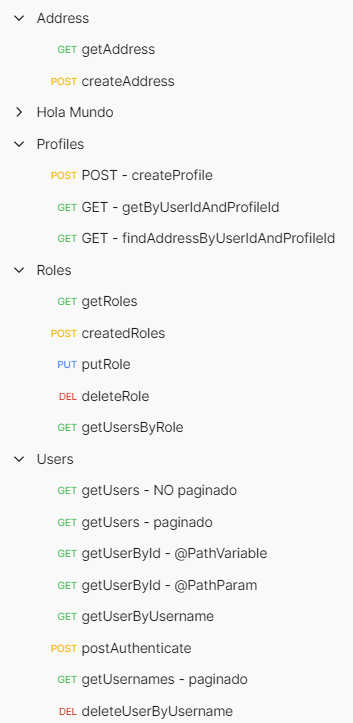 Address
GET getAddress
POST createAddress
Hola Mundo
Profiles
POST POST - createProfile
GET GET - getByUserIdAndProfileId
GET GET - findAddressByUserIdAndProfileId
Roles
GET getRoles
POST createdRoles
PUT putRole
DEL deleteRole
GET getUsersByRole
Users
GET getUsers - NO paginado
GET getUsers - paginado
GET getUserById - @PathVariable
GET getUserById - @PathParam
GET getUserByUsername
POST postAuthenticate
GET getUsernames - paginado
DEL deleteUserByUsername